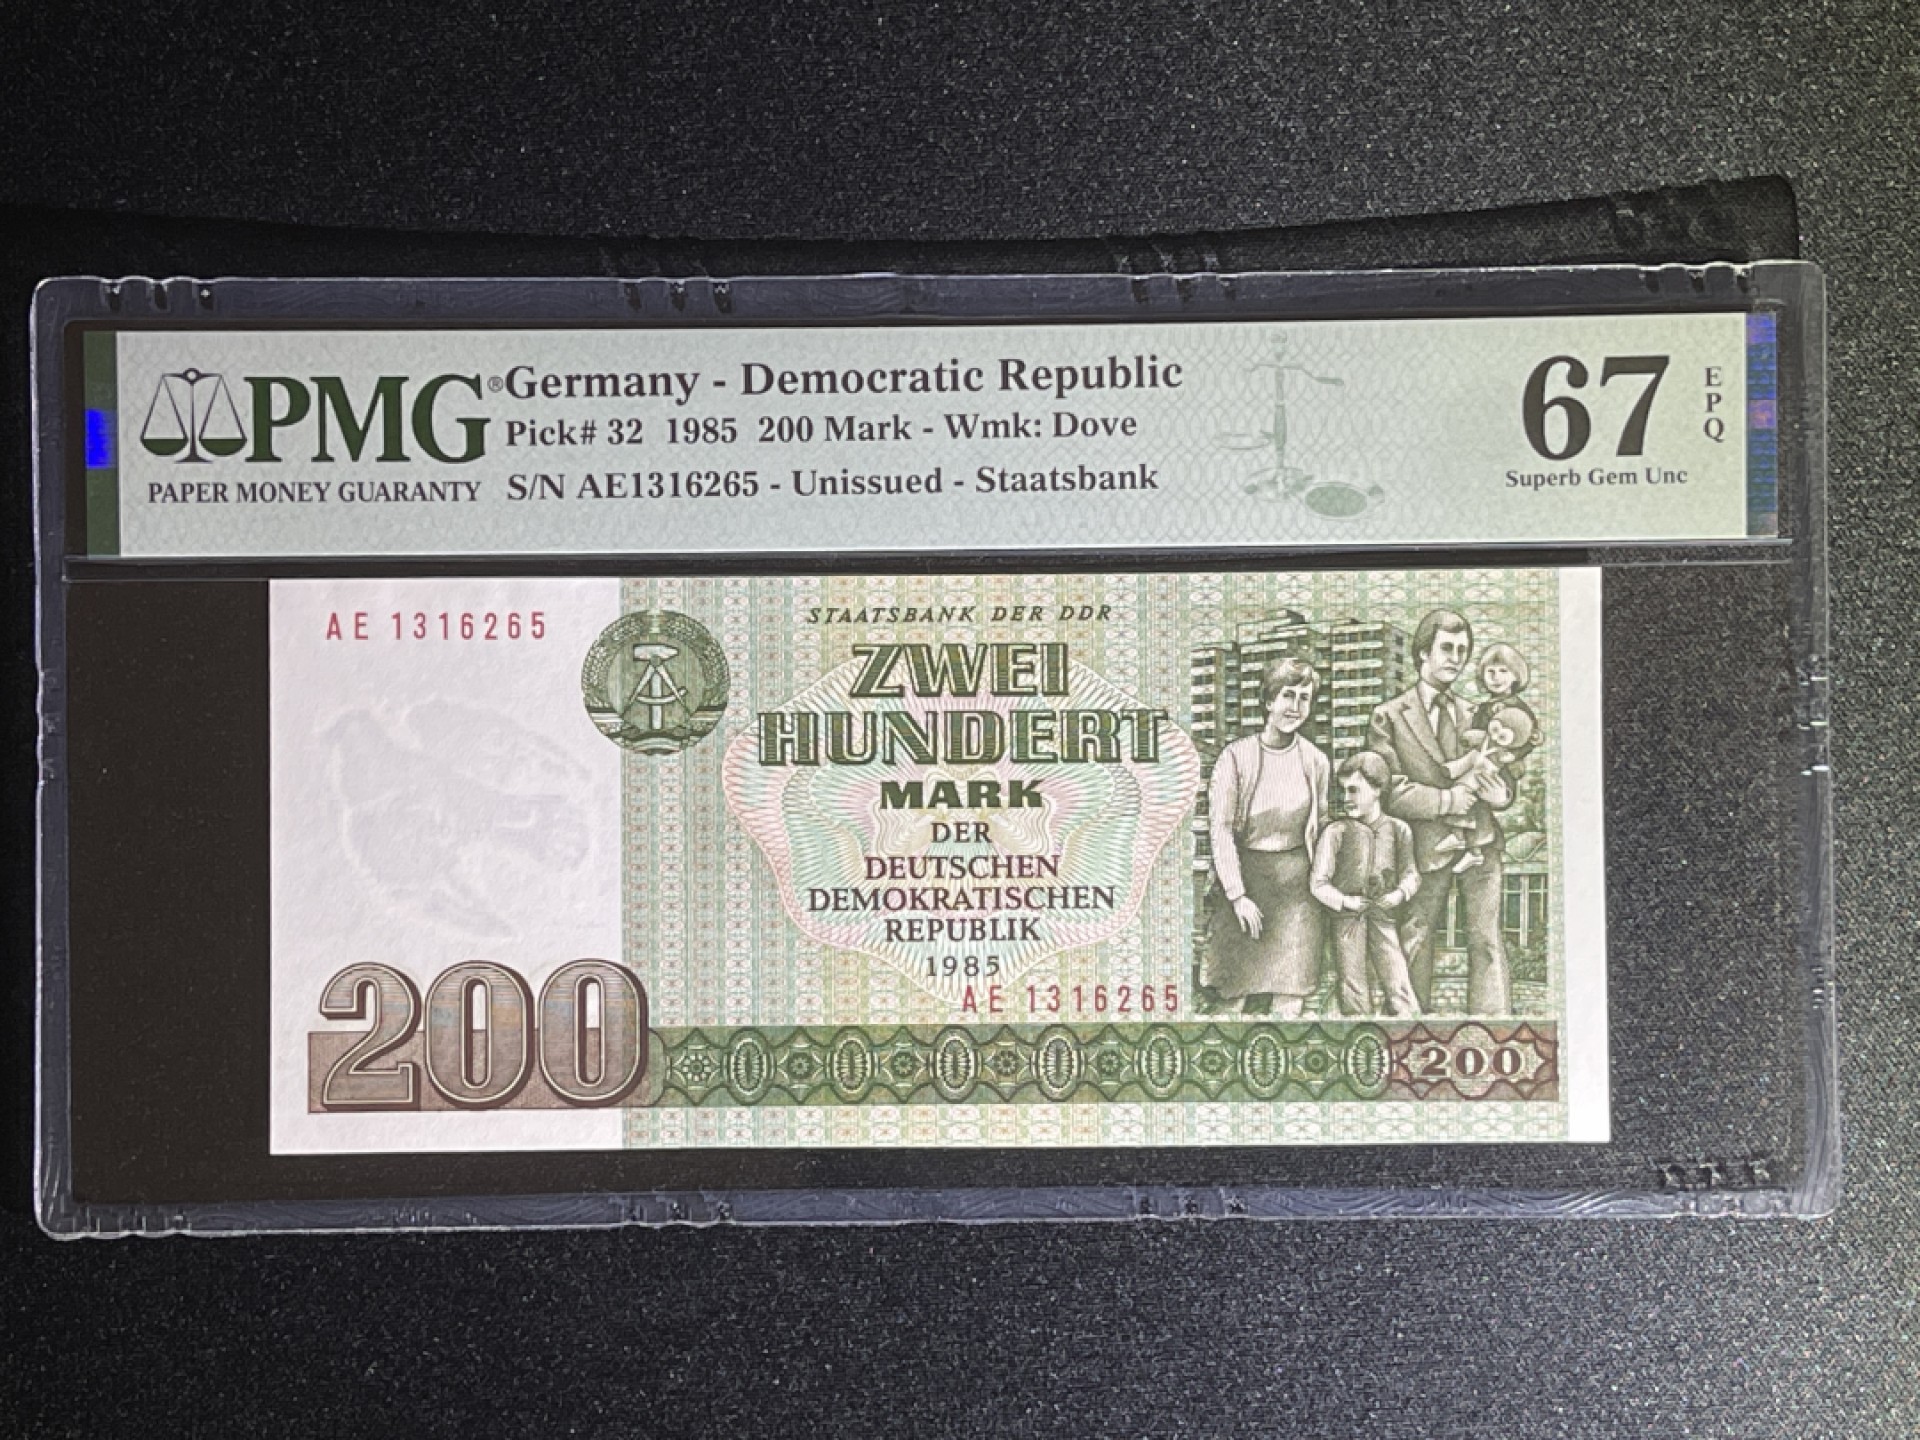 PMG®
PAPER MONEY GUARANTY
Germany - Democratic Republic
Pick# 32 1985 200 Mark - Wmk: Dove
S/N AE1316265 - Unissued - Staatsbank
67
EPQ
Superb Gem Unc
AE 1316265
STAATSBANK DER DDR
ZWEI
HUNDERT
MARK
DER
DEUTSCHEN
DEMOKRATISCHEN
REPUBLIK
1985
AE 1316265
200
200